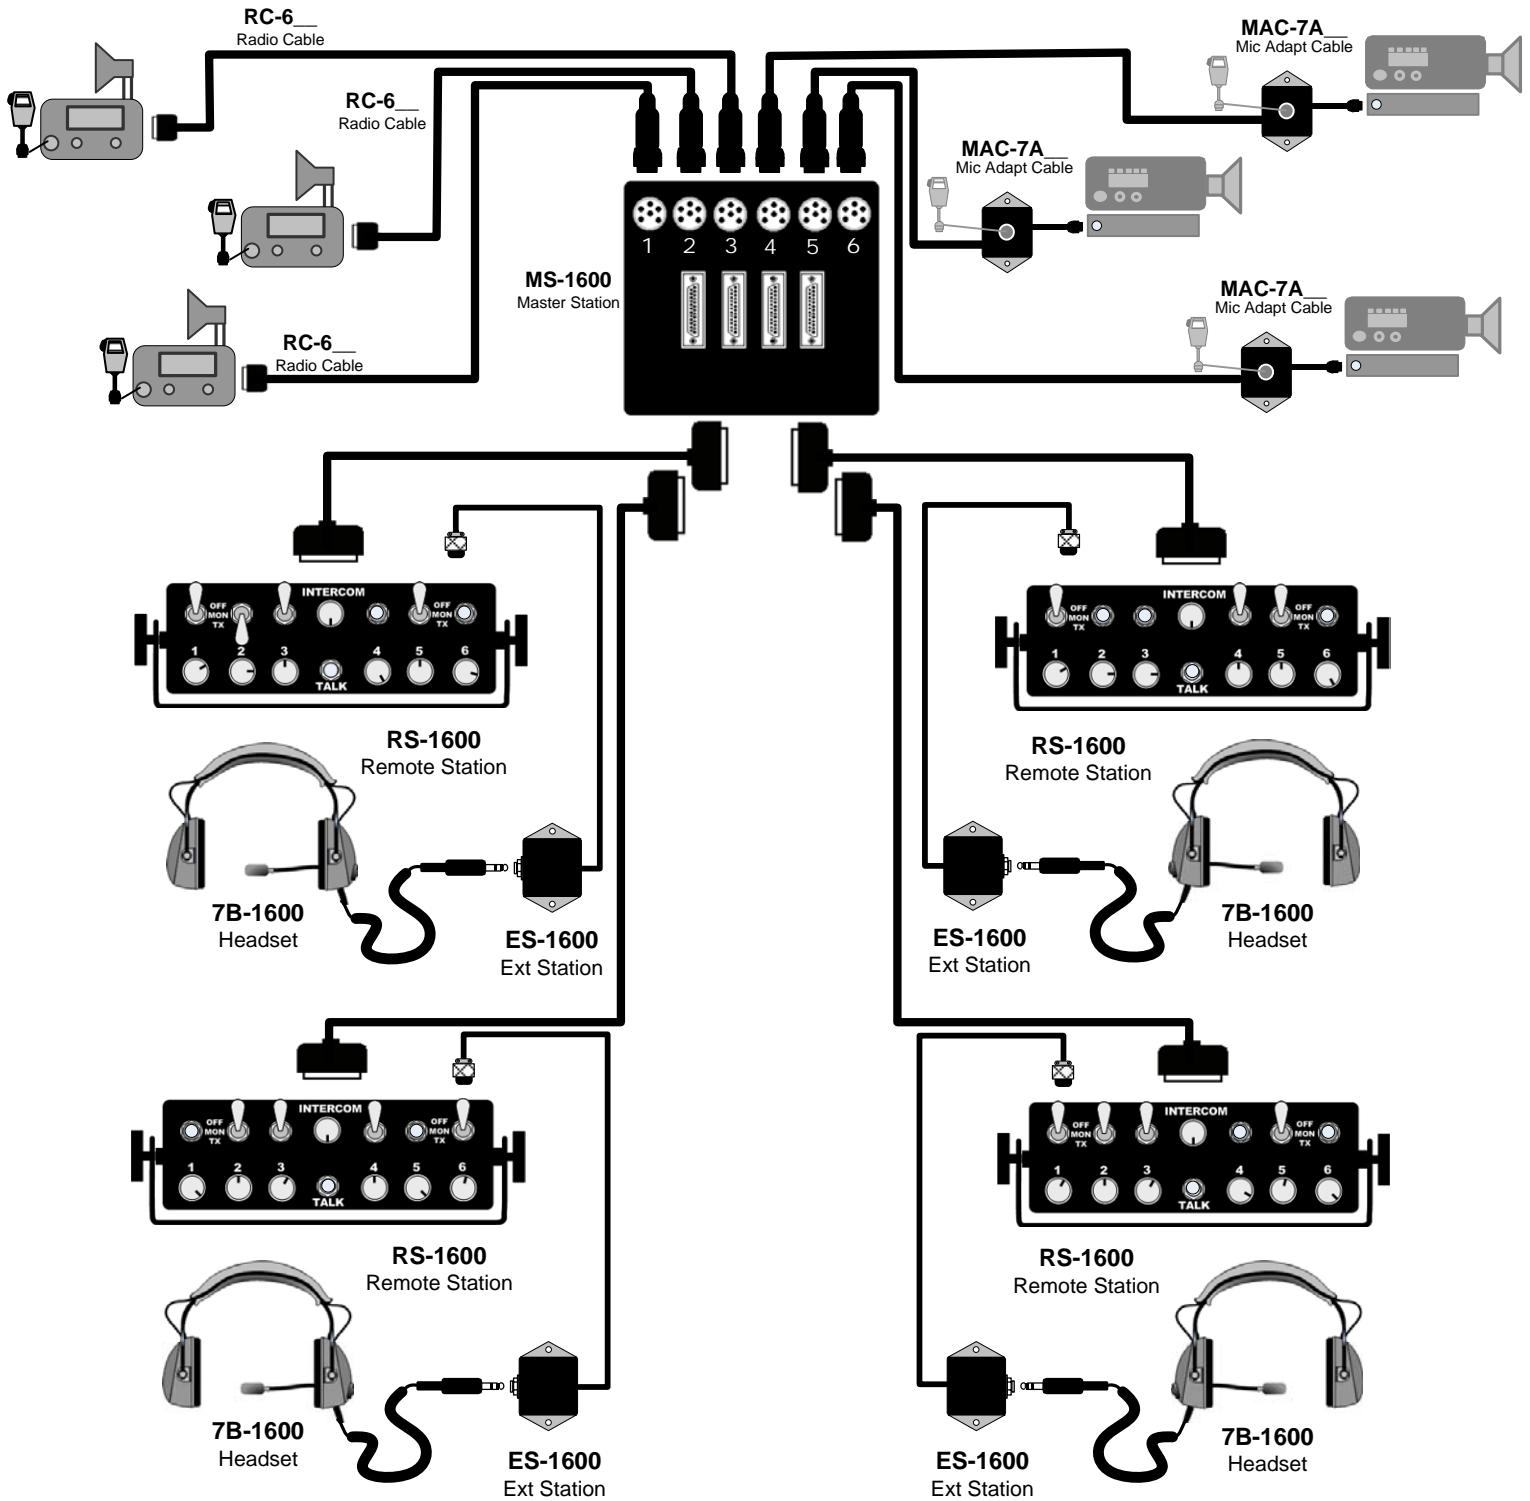 RC-6__
Radio Cable
MAC-7A__
Mic Adapt Cable
RC-6__
Radio Cable
MAC-7A__
Mic Adapt Cable
1 2 3 4 5 6
MS-1600
Master Station
MAC-7A__
Mic Adapt Cable
RC-6__
Radio Cable
INTERCOM
OFF
MON
TX
OFF
MON
TX
1 2 3 4 5 6
TALK
INTERCOM
OFF
MON
TX
OFF
MON
TX
1 2 3 4 5 6
TALK
RS-1600
Remote Station
RS-1600
Remote Station
7B-1600
Headset
ES-1600
Ext Station
ES-1600
Ext Station
7B-1600
Headset
INTERCOM
OFF
MON
TX
OFF
MON
TX
1 2 3 4 5 6
TALK
INTERCOM
OFF
MON
TX
OFF
MON
TX
1 2 3 4 5 6
TALK
RS-1600
Remote Station
RS-1600
Remote Station
7B-1600
Headset
ES-1600
Ext Station
ES-1600
Ext Station
7B-1600
Headset